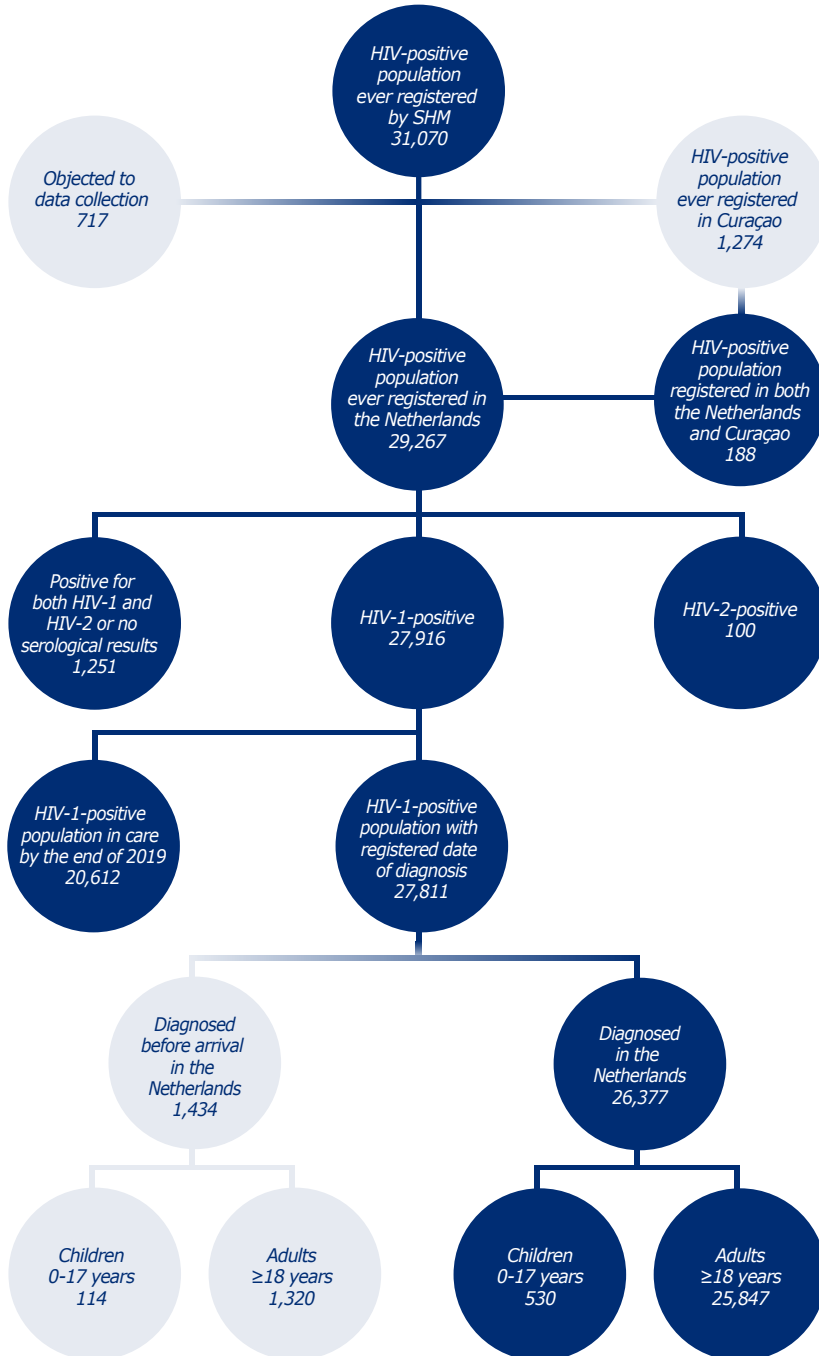 HIV-positive
population
ever registered
by SHM
31,070
Objected to
data collection
717
HIV-positive
population
ever registered
in Curaçao
1,274
HIV-positive
population
ever registered in
the Netherlands
29,267
HIV-positive
population
registered in both
the Netherlands
and Curaçao
188
Positive for
both HIV-1 and
HIV-2 or no
serological results
1,251
HIV-1-positive
27,916
HIV-2-positive
100
HIV-1-positive
population in care
by the end of 2019
20,612
HIV-1-positive
population with
registered date
of diagnosis
27,811
Diagnosed
before arrival
in the
Netherlands
1,434
Diagnosed
in the
Netherlands
26,377
Children
0-17 years
114
Adults
≥18 years
1,320
Children
0-17 years
530
Adults
≥18 years
25,847